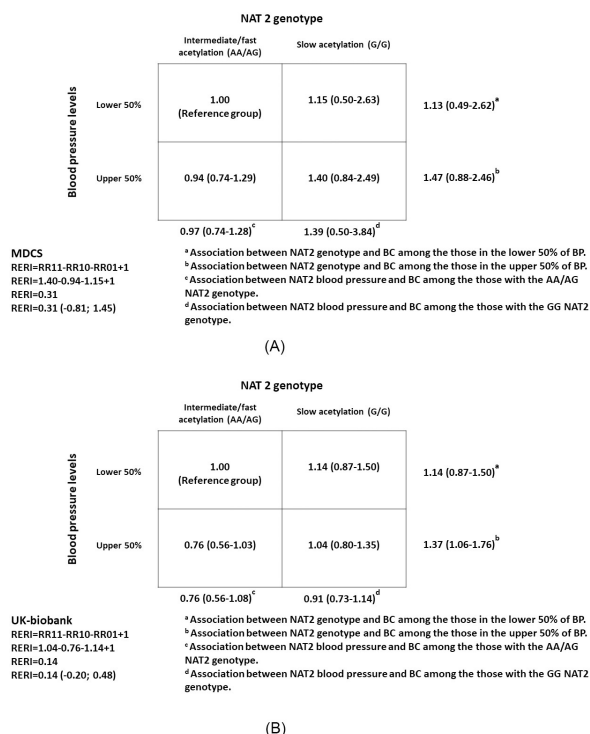 NAT 2 genotype
Intermediate/fast
acetylation (AA/AG)
Slow acetylation (G/G)
Blood pressure levels
Lower 50%
1.00
(Reference group)
1.15 (0.50-2.63)
1.13 (0.49-2.62)a
Upper 50%
0.94 (0.74-1.29)
1.40 (0.84-2.49)
1.47 (0.88-2.46)b
0.97 (0.74-1.28)c
1.39 (0.50-3.84)d
MDCS
RERI=RR11-RR10-RR01+1
RERI=1.40-0.94-1.15+1
RERI=0.31
RERI=0.31 (-0.81; 1.45)
a Association between NAT2 genotype and BC among the those in the lower 50% of BP.
b Association between NAT2 genotype and BC among the those in the upper 50% of BP.
c Association between NAT2 blood pressure and BC among the those with the AA/AG
NAT2 genotype.
d Association between NAT2 blood pressure and BC among the those with the GG NAT2
genotype.
(A)
NAT 2 genotype
Intermediate/fast
acetylation (AA/AG)
Slow acetylation (G/G)
Blood pressure levels
Lower 50%
1.00
(Reference group)
1.14 (0.87-1.50)
1.14 (0.87-1.50)a
Upper 50%
0.76 (0.56-1.03)
1.04 (0.80-1.35)
1.37 (1.06-1.76)b
0.76 (0.56-1.08)c
0.91 (0.73-1.14)d
UK-biobank
RERI=RR11-RR10-RR01+1
RERI=1.04-0.76-1.14+1
RERI=0.14
RERI=0.14 (-0.20; 0.48)
a Association between NAT2 genotype and BC among the those in the lower 50% of BP.
b Association between NAT2 genotype and BC among the those in the upper 50% of BP.
c Association between NAT2 blood pressure and BC among the those with the AA/AG
NAT2 genotype.
d Association between NAT2 blood pressure and BC among the those with the GG NAT2
genotype.
(B)